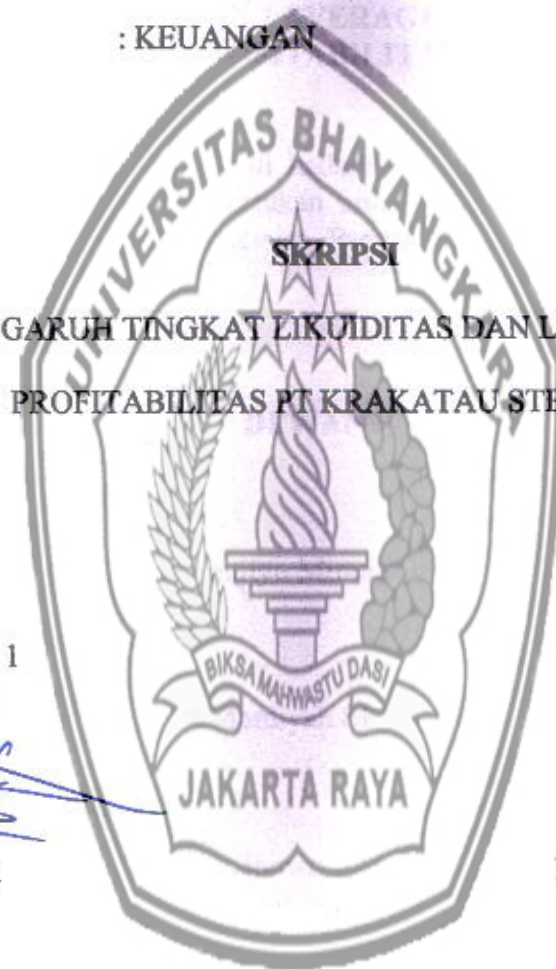 : KEUANGAN
UNIVERSITAS BHAYANGKARA
SKRIPSI
GARUH TINGKAT LIKUIDITAS DAN L
PROFITABILITAS PT KRAKATAU STE
1
BIKSA MAHWASTU DASI
JAKARTA RAYA